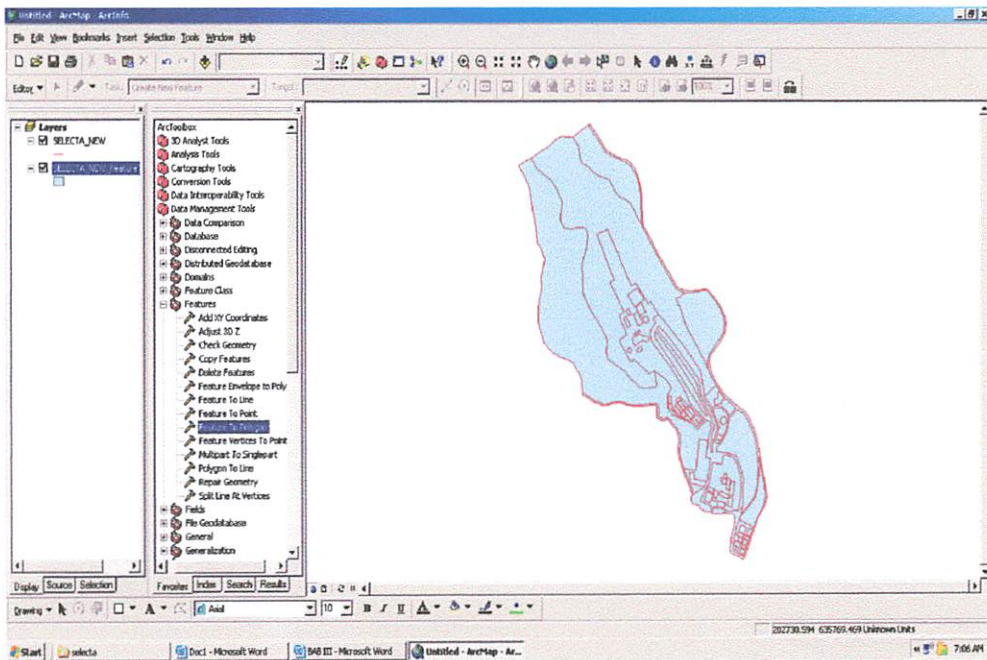 Untitled - ArcMap - ArcInfo
File Edit View Bookmarks Insert Selection Tools Window Help
Editor Task: Create New Feature Target: 100%
Layers
SELECTA_NEW
SELECTA_NEW_Feature
ArcToolbox
3D Analyst Tools
Analysis Tools
Cartography Tools
Conversion Tools
Data Interoperability Tools
Data Management Tools
Data Comparison
Database
Disconnected Editing
Distributed Geodatabase
Domains
Feature Class
Features
Add XY Coordinates
Adjust 3D Z
Check Geometry
Copy Features
Delete Features
Feature Envelope to Poly
Feature To Line
Feature To Point
Feature To Polygon
Feature Vertices To Point
Multipart To Singlepart
Polygon To Line
Repair Geometry
Split Line At Vertices
Fields
File Geodatabase
General
Generalization
Display Source Selection
Favorites Index Search Results
Drawing A Arial 10 B I U A
202730.594 635769.469 Unknown Units
Start selecta Doc1 - Microsoft Word BAB III - Microsoft Word Untitled - ArcMap - Ar... 7:06 AM